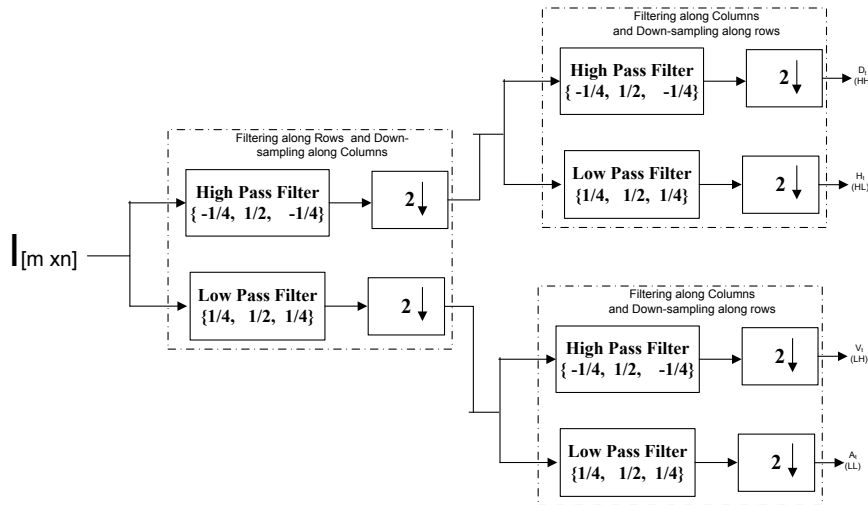 Filtering along Columns
and Down-sampling along rows
High Pass Filter
{ -1/4, 1/2, -1/4}
2
D₁
(HH
Low Pass Filter
{1/4, 1/2, 1/4}
2
H₁
(HL)
Filtering along Rows and Down-
sampling along Columns
High Pass Filter
{ -1/4, 1/2, -1/4}
2
Low Pass Filter
{1/4, 1/2, 1/4}
2
I[m xn]
Filtering along Columns
and Down-sampling along rows
High Pass Filter
{ -1/4, 1/2, -1/4}
2
V₁
(LH)
Low Pass Filter
{1/4, 1/2, 1/4}
2
A₁
(LL)